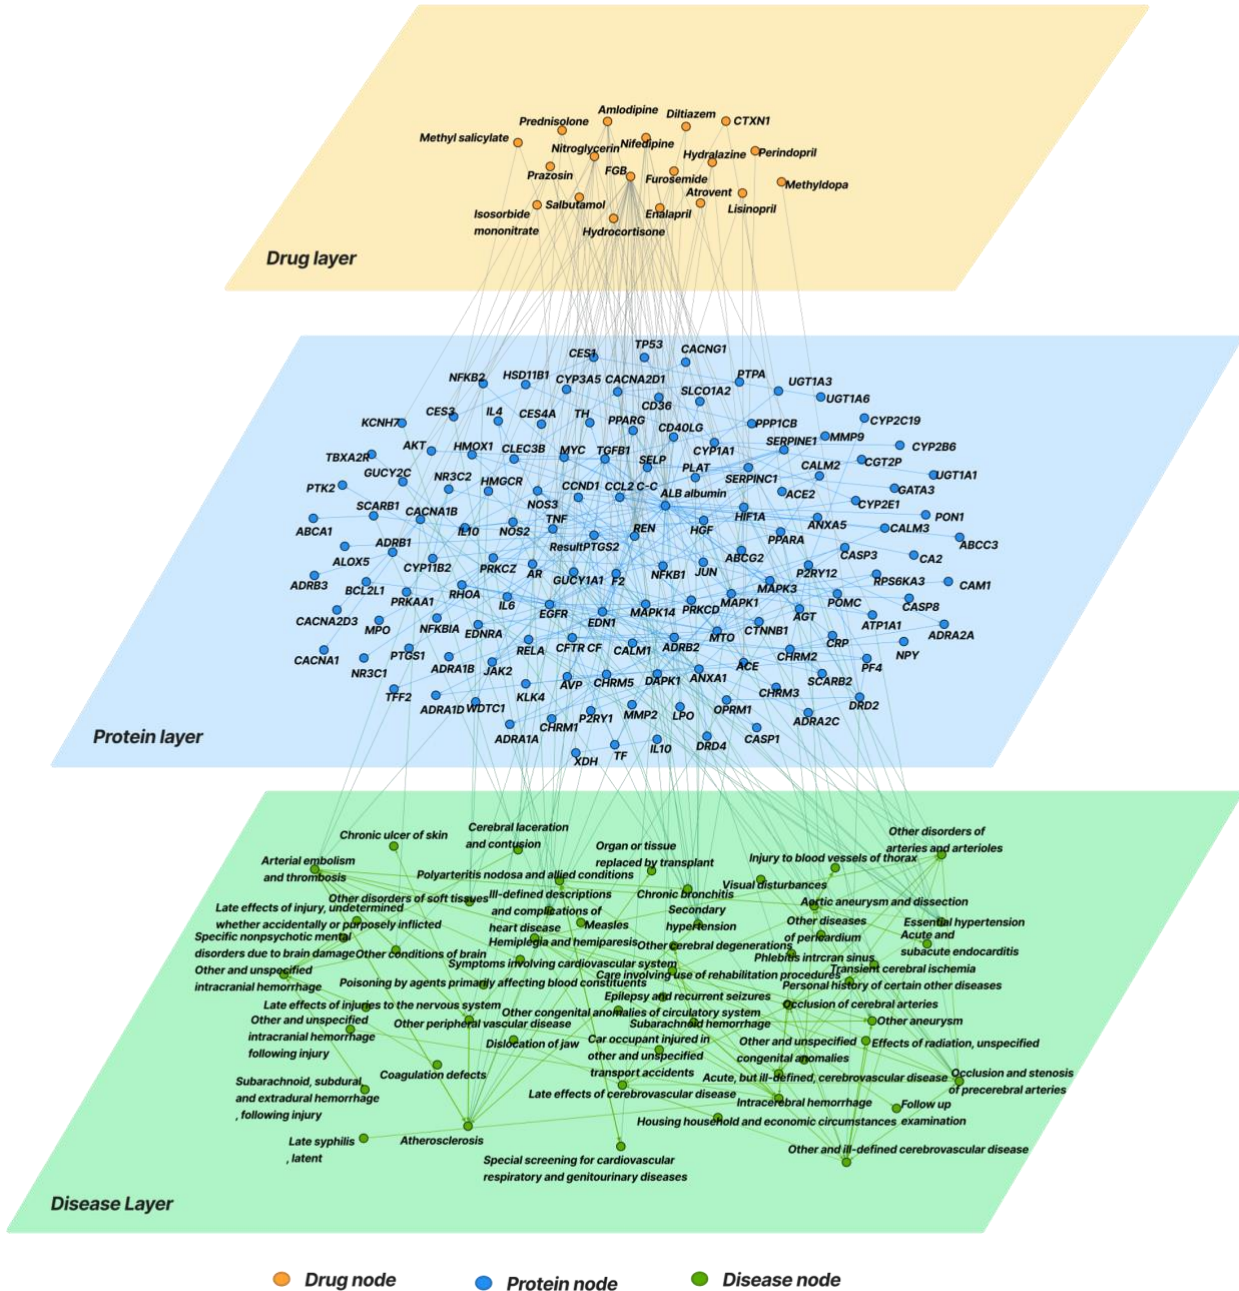 Amlodipine
Prednisolone
Diltiazem
CTXN1
Methyl salicylate
Nitroglycerin
Nifedipine
Hydralazine
Perindopril
Prazosin
FGB
Furosemide
Methyldopa
Atrovent
Isosorbide
mononitrate
Salbutamol
Enalapril
Lisinopril
Hydrocortisone
Drug layer
CES1
TP53
CACNG1
NFKB2
HSD11B1
CYP3A5
CACNA2D1
SLCO1A2
PTPA
UGT1A3
UGT1A6
CD36
KCNH7
CES3
IL4
CES4A
TH
PPARG
CD40LG
PPP1CB
CYP2C19
TBXA2R
AKT
HMOX1
CLEC3B
MYC
TGFB1
SELP
CYP1A1
SERPINE1
MMP9
CYP2B6
GUCY2C
NR3C2
HMGCR
PLAT
SERPINC1
CALM2
CGT2P
UGT1A1
PTK2
SCARB1
CACNA1B
NOS3
CCND1
CCL2 C-C
ALB albumin
ACE2
CYP2E1
GATA3
ABCA1
ADRB1
IL10
NOS2
TNF
REN
HGF
HIF1A
ANXA5
CALM3
PON1
ALOX5
CYP11B2
PRKCZ
ResultPTGS2
ABCG2
PPARA
CASP3
CA2
ABCC3
ADRB3
BCL2L1
PRKAA1
RHOA
AR
GUCY1A1
F2
NFKB1
JUN
MAPK3
P2RY12
RPS6KA3
CAM1
CACNA2D3
MPO
NFKBIA
EDNRA
IL6
EGFR
EDN1
MAPK14
PRKCD
MAPK1
AGT
POMC
ATP1A1
CASP8
CACNA1
NR3C1
PTGS1
ADRA1B
JAK2
RELA
CFTR CF
CALM1
ADRB2
MTO
CTNNB1
CHRM2
CRP
NPY
ADRA2A
TFF2
ADRA1D
WDTC1
KLK4
AVP
CHRM5
DAPK1
ANXA1
ACE
CHRM3
SCARB2
PF4
ADRA1A
CHRM1
P2RY1
MMP2
LPO
OPRM1
ADRA2C
DRD2
XDH
TF
IL10
DRD4
CASP1
Protein layer
Chronic ulcer of skin
Cerebral laceration
and contusion
Organ or tissue
replaced by transplant
Other disorders of
arteries and arterioles
Arterial embolism
and thrombosis
Polyarteritis nodosa and allied conditions
Injury to blood vessels of thorax
Visual disturbances
Other disorders of soft tissues
Ill-defined descriptions
and complications of
heart disease
Chronic bronchitis
Aortic aneurysm and dissection
Late effects of injury, undetermined
whether accidentally or purposely inflicted
Measles
Secondary
hypertension
Other diseases
of pericardium
Essential hypertension
Specific nonpsychotic mental
disorders due to brain damage
Other conditions of brain
Hemiplegia and hemiparesis
Other cerebral degenerations
Acute and
subacute endocarditis
Phlebitis intrcran sinus
Symptoms involving cardiovascular system
Transient cerebral ischemia
Other and unspecified
intracranial hemorrhage
Poisoning by agents primarily affecting blood constituents
Care involving use of rehabilitation procedures
Personal history of certain other diseases
Late effects of injuries to the nervous system
Epilepsy and recurrent seizures
Occlusion of cerebral arteries
Other congenital anomalies of circulatory system
Other and unspecified
intracranial hemorrhage
following injury
Other peripheral vascular disease
Subarachnoid hemorrhage
Other aneurysm
Dislocation of jaw
Car occupant injured in
other and unspecified
transport accidents
Other and unspecified
congenital anomalies
Effects of radiation, unspecified
Coagulation defects
Acute, but ill-defined, cerebrovascular disease
Occlusion and stenosis
of precerebral arteries
Subarachnoid, subdural,
and extradural hemorrhage
, following injury
Late effects of cerebrovascular disease
Intracerebral hemorrhage
Follow up
examination
Housing household and economic circumstances
Late syphilis
, latent
Atherosclerosis
Special screening for cardiovascular
respiratory and genitourinary diseases
Other and ill-defined cerebrovascular disease
Disease Layer
Drug node
Protein node
Disease node